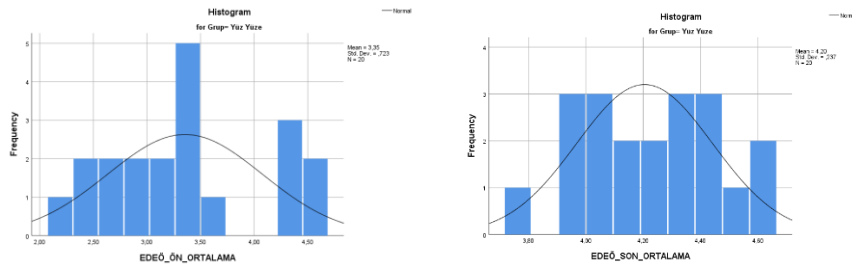 Histogram
for Grup= Yüz Yüze
Normal
Mean = 3,35
Std. Dev. = ,723
N = 20
Frequency
5
4
3
2
1
0
2,00 2,50 3,00 3,50 4,00 4,50
EDEÖ_ÖN_ORTALAMA
Histogram
for Grup= Yüz Yüze
Norm
Mean = 4,20
Std. Dev. = ,237
N = 20
Frequency
4
3
2
1
0
3,80 4,00 4,20 4,40 4,60
EDEÖ_SON_ORTALAMA